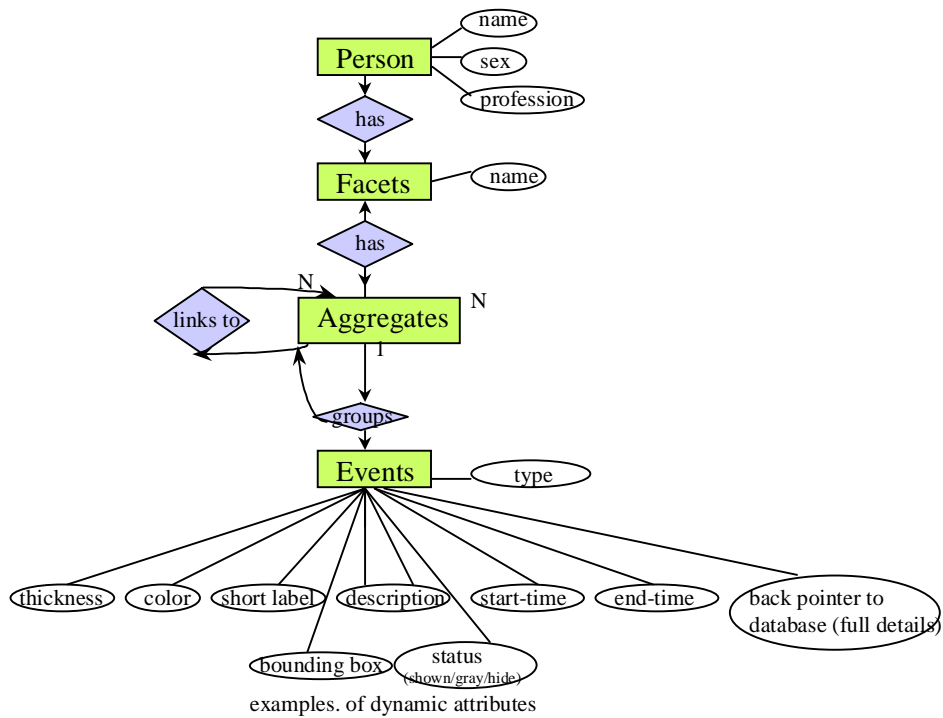 name
Person
sex
profession
has
Facets
name
has
N
N
links to
Aggregates
1
groups
Events
type
thickness
color
short label
description
start-time
end-time
back pointer to
database (full details)
bounding box
status
(shown/gray/hide)
examples. of dynamic attributes